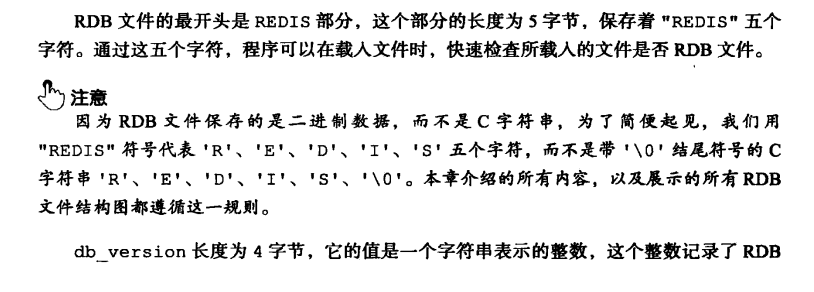 RDB 文件的最开头是 REDIS 部分，这个部分的长度为 5 字节，保存着 "REDIS" 五个
字符。通过这五个字符，程序可以在载入文件时，快速检查所载入的文件是否 RDB 文件。
注意
因为 RDB 文件保存的是二进制数据，而不是 C 字符串，为了简便起见，我们用
"REDIS" 符号代表 'R'、'E'、'D'、'I'、'S' 五个字符，而不是带 '\0' 结尾符号的 C
字符串 'R'、'E'、'D'、'I'、'S'、'\0'。本章介绍的所有内容，以及展示的所有 RDB
文件结构图都遵循这一规则。
db_version 长度为 4 字节，它的值是一个字符串表示的整数，这个整数记录了 RDB